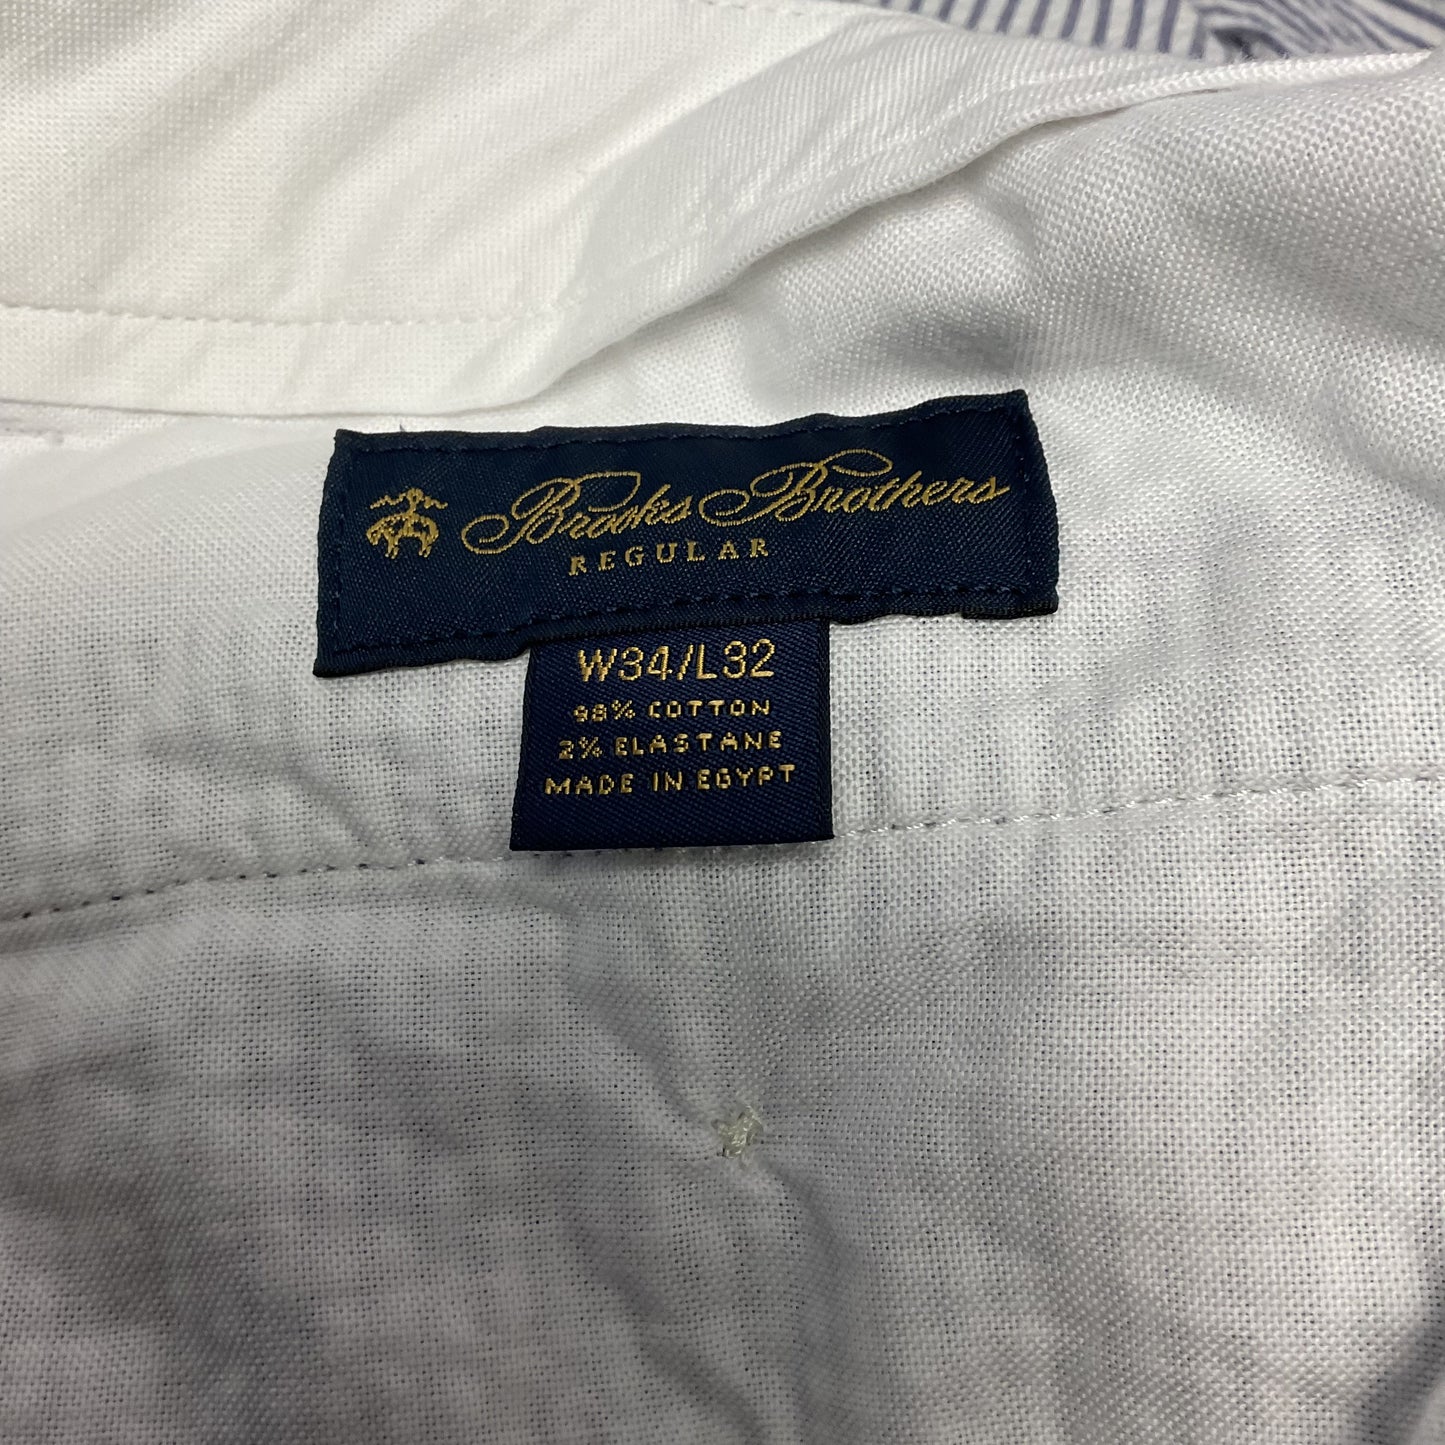 Brooks Brothers
REGULAR
W34/L32
98% COTTON
2% ELASTANE
MADE IN EGYPT